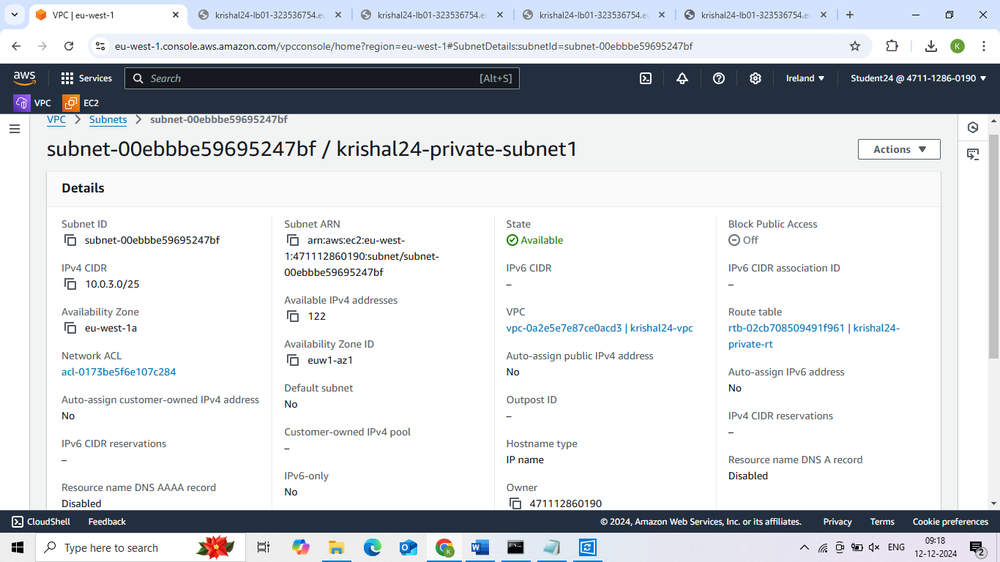 VPC | eu-west-1
krishal24-lb01-323536754.eu
krishal24-lb01-323536754.eu
krishal24-lb01-323536754.eu
krishal24-lb01-323536754.eu
eu-west-1.console.aws.amazon.com/vpcconsole/home?region=eu-west-1#SubnetDetails:subnetId=subnet-00ebbbe59695247bf
K
aws
Services
Search
[Alt+S]
Ireland
Student24 @ 4711-1286-0190
VPC
EC2
VPC > Subnets > subnet-00ebbbe59695247bf
subnet-00ebbbe59695247bf / krishal24-private-subnet1
Actions
Details
Subnet ID
subnet-00ebbbe59695247bf
IPv4 CIDR
10.0.3.0/25
Availability Zone
eu-west-1a
Network ACL
acl-0173be5f6e107c284
Auto-assign customer-owned IPv4 address
No
IPv6 CIDR reservations
–
Resource name DNS AAAA record
Disabled
Subnet ARN
arn:aws:ec2:eu-west-
1:471112860190:subnet/subnet-
00ebbbe59695247bf
Available IPv4 addresses
122
Availability Zone ID
euw1-az1
Default subnet
No
Customer-owned IPv4 pool
–
IPv6-only
No
State
Available
IPv6 CIDR
–
VPC
vpc-0a2e5e7e87ce0acd3 | krishal24-vpc
Auto-assign public IPv4 address
No
Outpost ID
–
Hostname type
IP name
Owner
471112860190
Block Public Access
Off
IPv6 CIDR association ID
–
Route table
rtb-02cb708509491f961 | krishal24-
private-rt
Auto-assign IPv6 address
No
IPv4 CIDR reservations
–
Resource name DNS A record
Disabled
CloudShell
Feedback
© 2024, Amazon Web Services, Inc. or its affiliates.
Privacy
Terms
Cookie preferences
Type here to search
ENG
09:18
12-12-2024
2